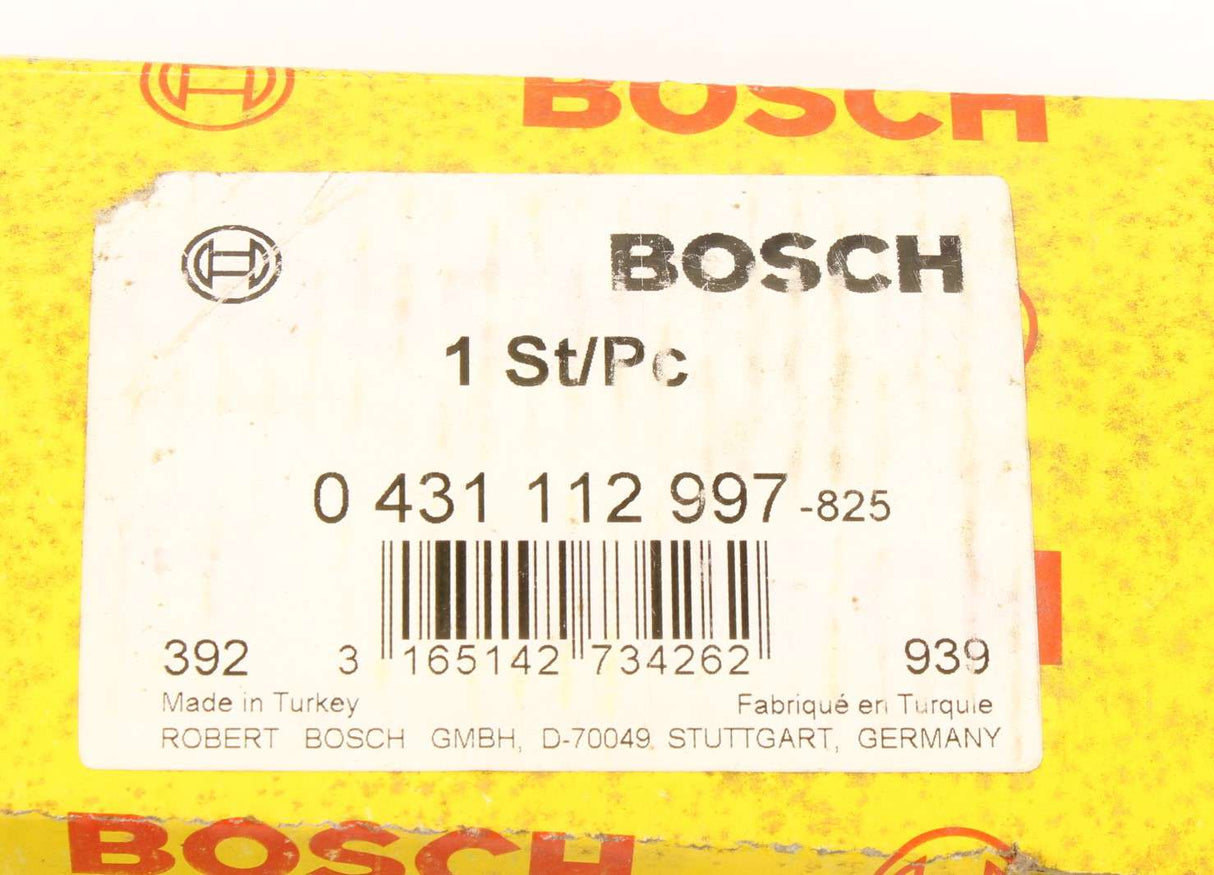 BOSCH
BOSCH
1 St/Pc
0 431 112 997 -825
392 3 165142 734262 939
Made in Turkey Fabriqué en Turquie
ROBERT BOSCH GMBH, D-70049 STUTTGART, GERMANY
BOSCH